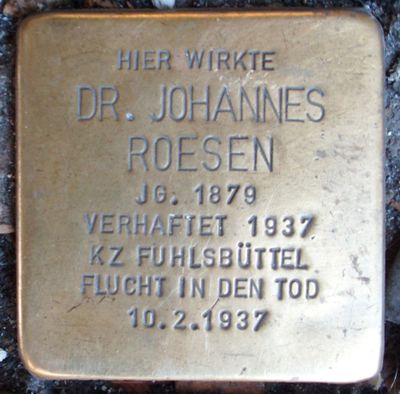 HIER WIRKTE
DR. JOHANNES
ROESEN
JG. 1879
VERHAFTET 1937
KZ FUHLSBÜTTEL
FLUCHT IN DEN TOD
10.2.1937